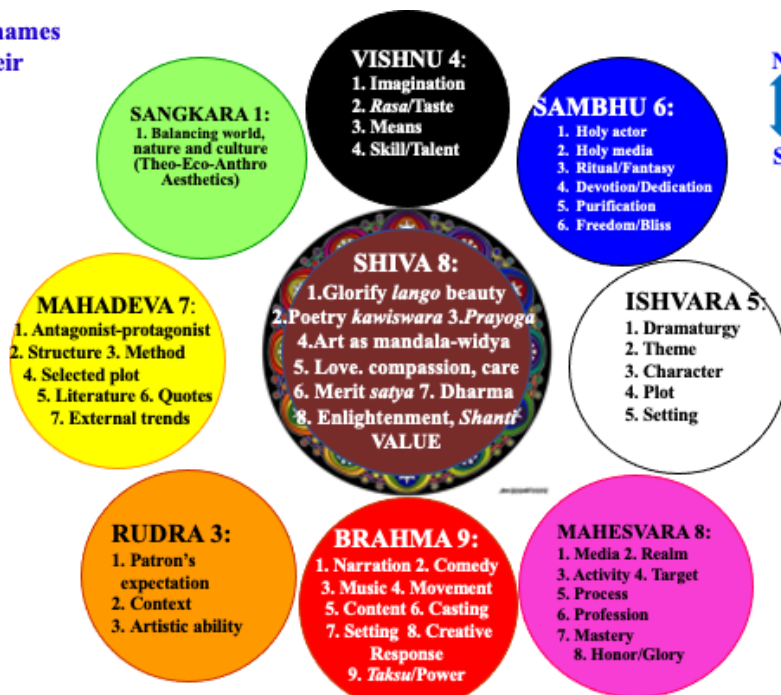 names
eir
VISHNU 4:
1. Imagination
2. Rasa/Taste
3. Means
4. Skill/Talent
SANGKARA 1:
1. Balancing world,
nature and culture
(Theo-Eco-Anthro
Aesthetics)
SAMBHU 6:
1. Holy actor
2. Holy media
3. Ritual/Fantasy
4. Devotion/Dedication
5. Purification
6. Freedom/Bliss
N
S
SHIVA 8:
1.Glorify lango beauty
2.Poetry kawiswara 3.Prayoga
4.Art as mandala-widya
5. Love. compassion, care
6. Merit satya 7. Dharma
8. Enlightenment, Shanti
VALUE
MAHADEVA 7:
1. Antagonist-protagonist
2. Structure 3. Method
4. Selected plot
5. Literature 6. Quotes
7. External trends
ISHVARA 5:
1. Dramaturgy
2. Theme
3. Character
4. Plot
5. Setting
RUDRA 3:
1. Patron's
expectation
2. Context
3. Artistic ability
BRAHMA 9:
1. Narration 2. Comedy
3. Music 4. Movement
5. Content 6. Casting
7. Setting 8. Creative
Response
9. Taksu/Power
MAHESVARA 8:
1. Media 2. Realm
3. Activity 4. Target
5. Process
6. Profession
7. Mastery
8. Honor/Glory